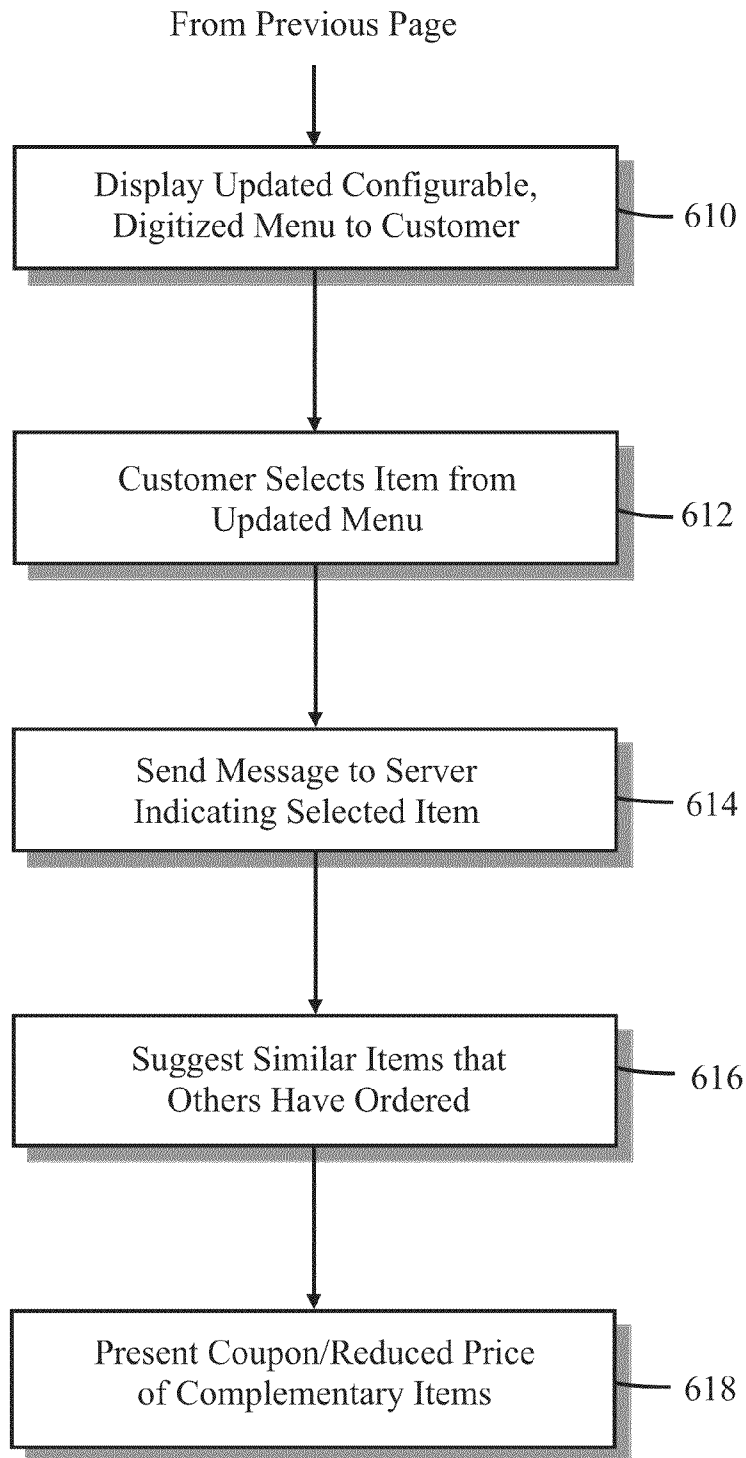 From Previous Page
Display Updated Configurable,
Digitized Menu to Customer
610
Customer Selects Item from
Updated Menu
612
Send Message to Server
Indicating Selected Item
614
Suggest Similar Items that
Others Have Ordered
616
Present Coupon/Reduced Price
of Complementary Items
618